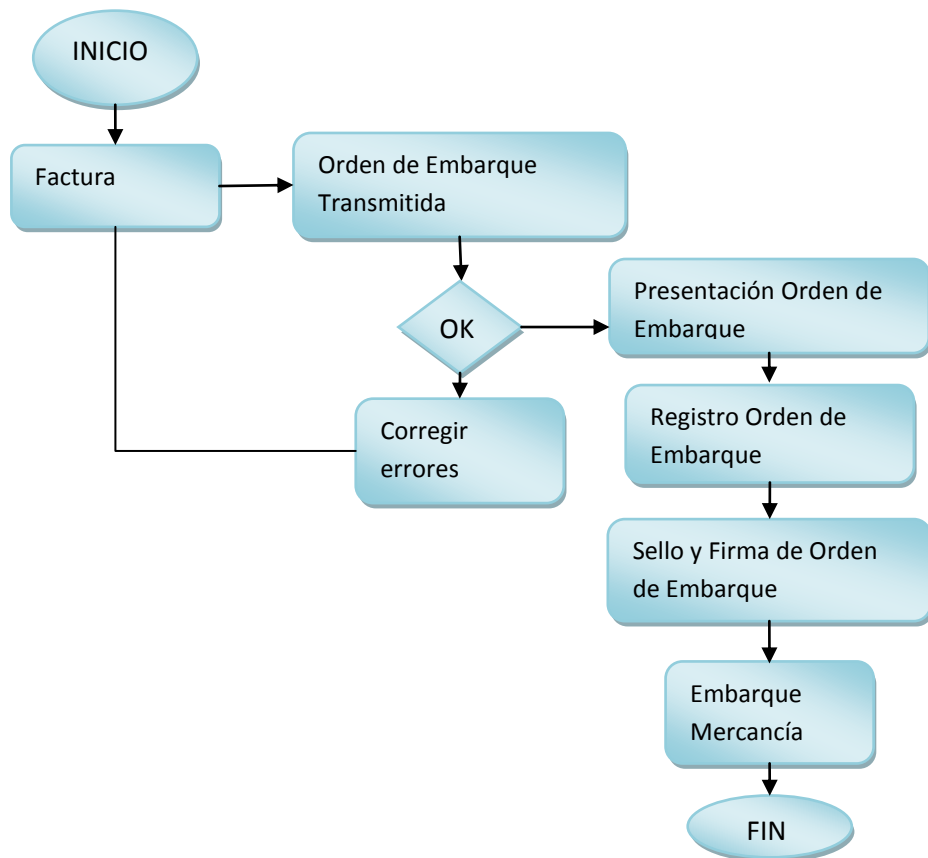 INICIO
Factura
Orden de Embarque
Transmitida
OK
Presentación Orden de
Embarque
Corregir
errores
Registro Orden de
Embarque
Sello y Firma de Orden
de Embarque
Embarque
Mercancía
FIN